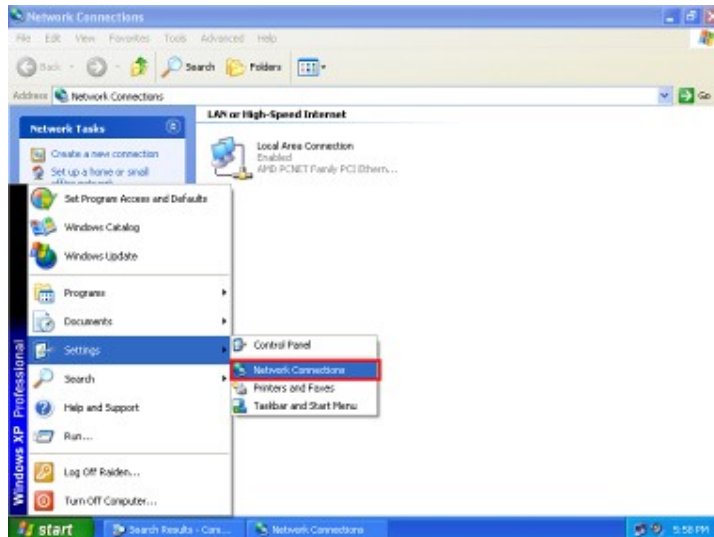 Network Connections
File Edit View Favorites Tools Advanced Help
Back Search Folders
Address Network Connections Go
LAN or High-Speed Internet
Network Tasks
Create a new connection
Set up a home or small
Local Area Connection
Enabled
AMD PCNET Family PCI Ethern...
Set Program Access and Defaults
Windows Catalog
Windows Update
Programs
Documents
Settings
Search
Help and Support
Run...
Log Off Raiden...
Turn Off Computer...
Windows XP Professional
Control Panel
Network Connections
Printers and Faxes
Taskbar and Start Menu
start Search Results - Com... Network Connections 5:58 PM